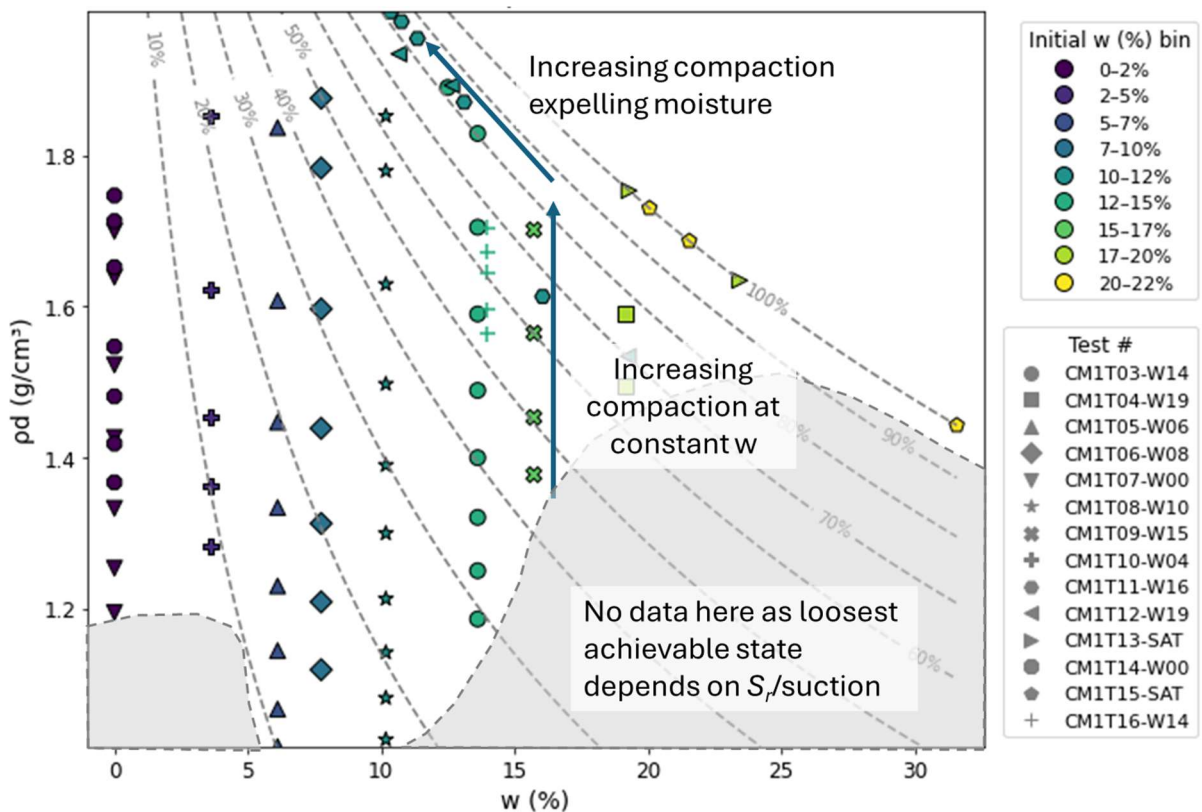 10%
20%
30%
40%
50%
Increasing compaction
expelling moisture
100%
90%
80%
70%
60%
Increasing
compaction at
constant w
No data here as loosest
achievable state
depends on Sr/suction
1.8
1.6
1.4
1.2
ρd (g/cm³)
0
5
10
15
20
25
30
w (%)
Initial w (%) bin
0–2%
2–5%
5–7%
7–10%
10–12%
12–15%
15–17%
17–20%
20–22%
Test #
CM1T03-W14
CM1T04-W19
CM1T05-W06
CM1T06-W08
CM1T07-W00
CM1T08-W10
CM1T09-W15
CM1T10-W04
CM1T11-W16
CM1T12-W19
CM1T13-SAT
CM1T14-W00
CM1T15-SAT
CM1T16-W14